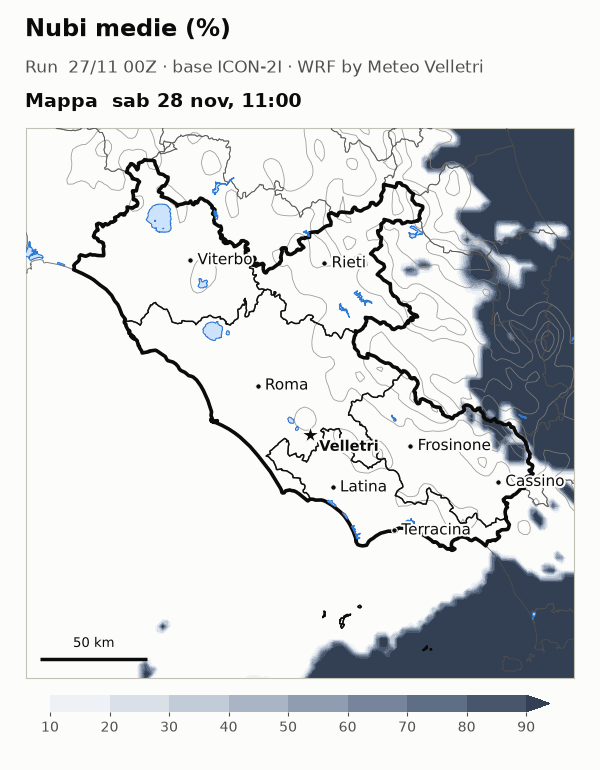 Nubi medie (%)
Run  27/11 00Z · base ICON-2I · WRF by Meteo Velletri
Mappa  sab 28 nov, 11:00
Viterbo
Rieti
Roma
Velletri
Frosinone
Cassino
Latina
Terracina
50 km
10 20 30 40 50 60 70 80 90